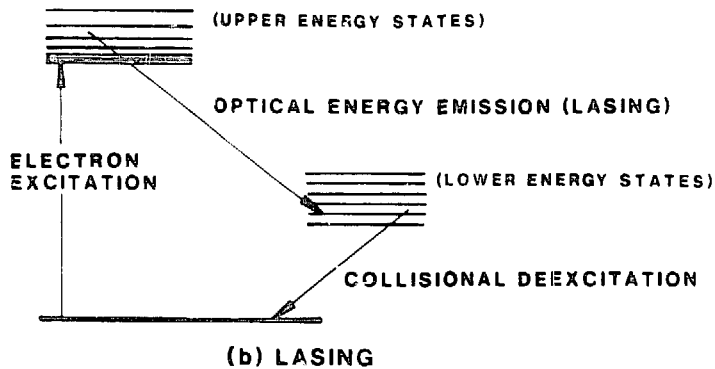 (UPPER ENERGY STATES)
OPTICAL ENERGY EMISSION (LASING)
ELECTRON
EXCITATION
(LOWER ENERGY STATES)
COLLISIONAL DEEXCITATION
(b) LASING